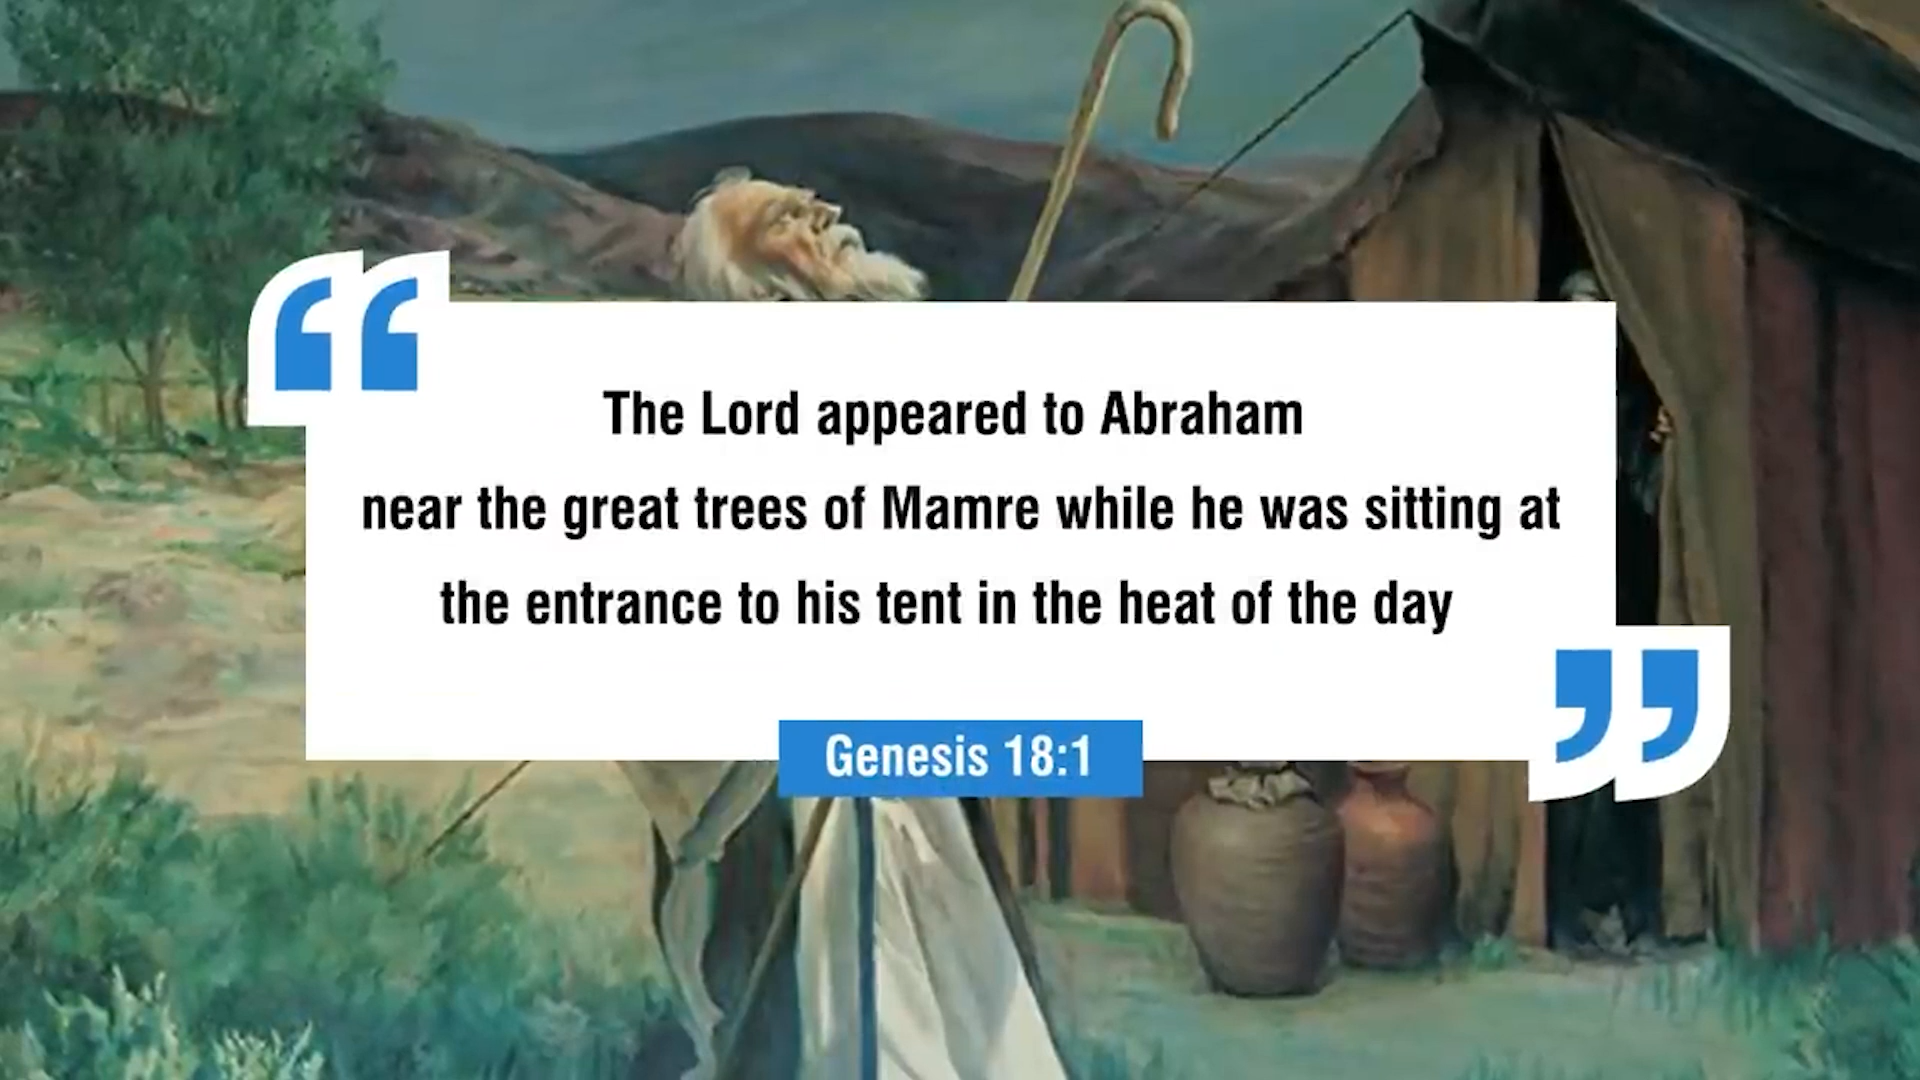 The Lord appeared to Abraham
near the great trees of Mamre while he was sitting at
the entrance to his tent in the heat of the day
Genesis 18:1